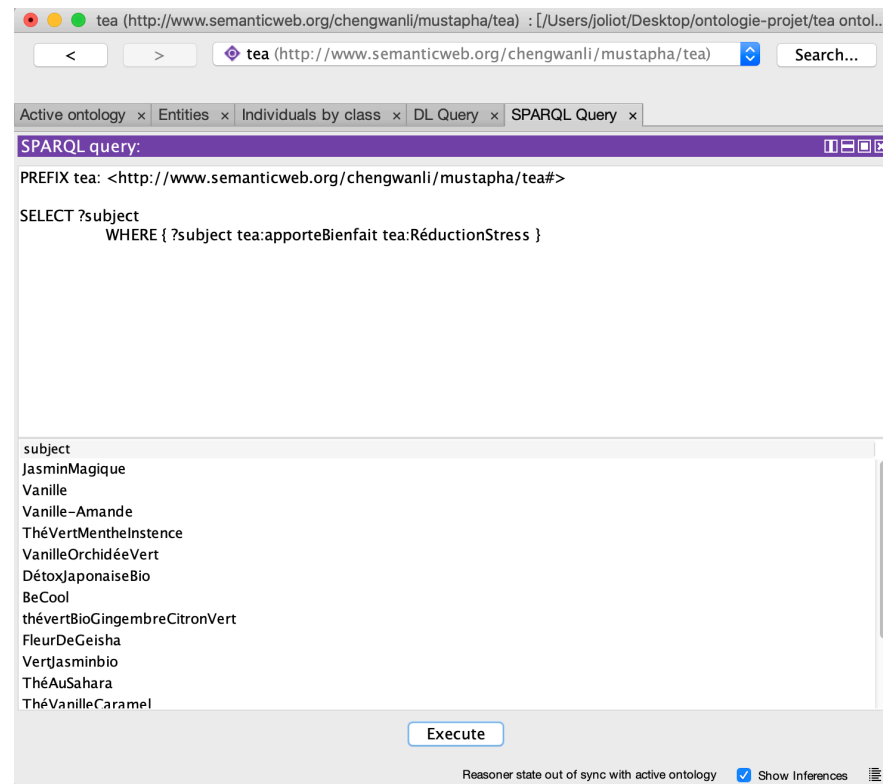 tea (http://www.semanticweb.org/chengwanli/mustapha/tea) : [/Users/joliot/Desktop/ontologie-projet/tea ontol...
< > tea (http://www.semanticweb.org/chengwanli/mustapha/tea) Search...
Active ontology × Entities × Individuals by class × DL Query × SPARQL Query ×
SPARQL query:
PREFIX tea: <http://www.semanticweb.org/chengwanli/mustapha/tea#>
SELECT ?subject
WHERE { ?subject tea:apporteBienfait tea:RéductionStress }
subject
JasminMagique
Vanille
Vanille-Amande
ThéVertMentheInstence
VanilleOrchidéeVert
DétoxJaponaiseBio
BeCool
thévertBioGingembreCitronVert
FleurDeGeisha
VertJasminbio
ThéAuSahara
ThéVanilleCaramel
Execute
Reasoner state out of sync with active ontology Show Inferences